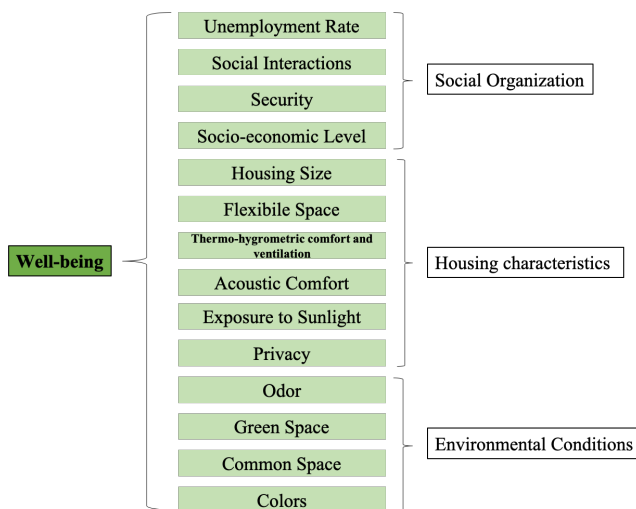 Unemployment Rate
Social Interactions
Security
Socio-economic Level
Social Organization
Housing Size
Flexibile Space
Thermo-hygrometric comfort and
ventilation
Acoustic Comfort
Exposure to Sunlight
Privacy
Well-being
Housing characteristics
Odor
Green Space
Common Space
Colors
Environmental Conditions